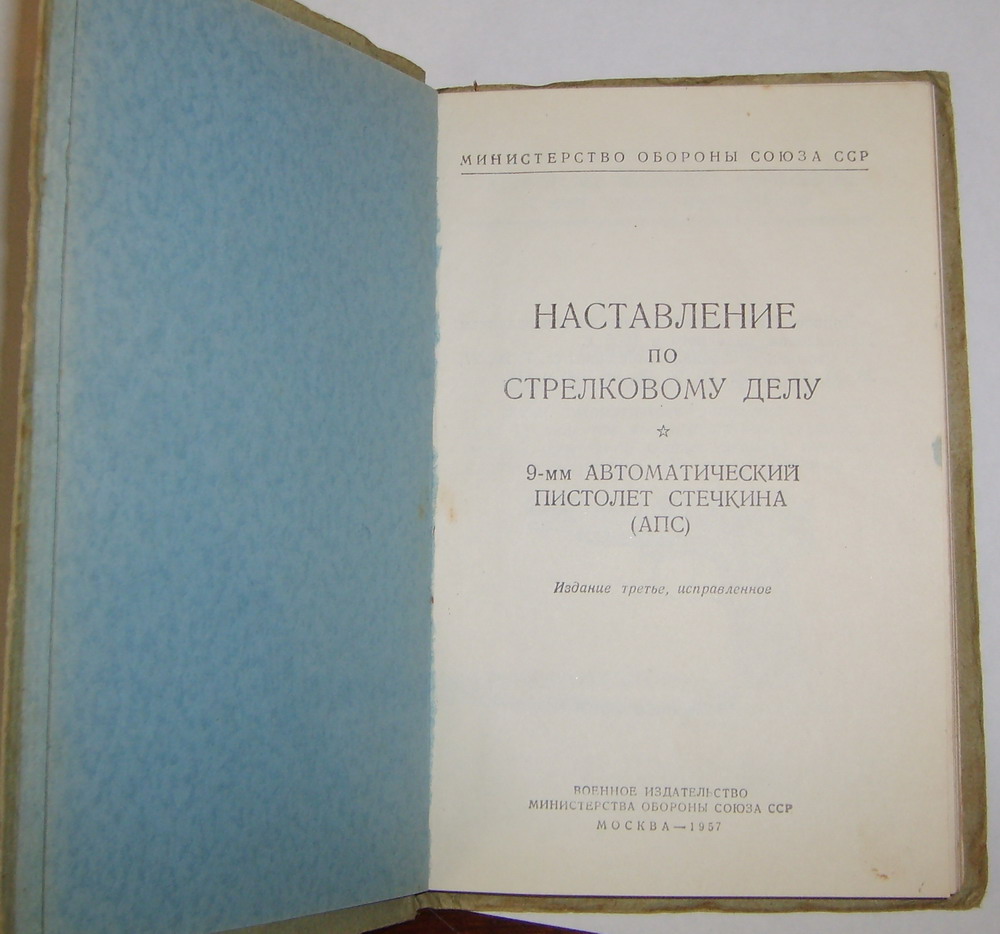 МИНИСТЕРСТВО ОБОРОНЫ СОЮЗА ССР
НАСТАВЛЕНИЕ
ПО
СТРЕЛКОВОМУ ДЕЛУ
☆
9-мм АВТОМАТИЧЕСКИЙ
ПИСТОЛЕТ СТЕЧКИНА
(АПС)
Издание третье, исправленное
ВОЕННОЕ ИЗДАТЕЛЬСТВО
МИНИСТЕРСТВА ОБОРОНЫ СОЮЗА ССР
МОСКВА—1957